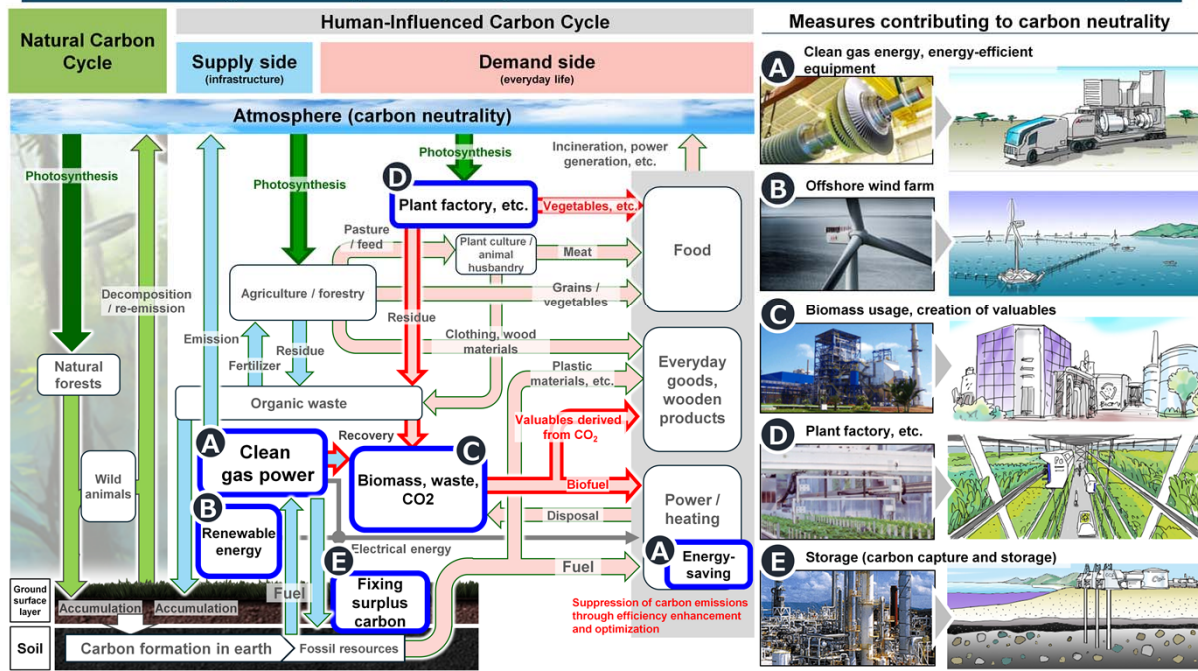 Human-Influenced Carbon Cycle
Natural Carbon
Cycle
Supply side
(infrastructure)
Demand side
(everyday life)
Atmosphere (carbon neutrality)
Photosynthesis
Photosynthesis
Photosynthesis
Incineration, power
generation, etc.
D
Plant factory, etc.
Vegetables, etc.
Pasture
/ feed
Plant culture /
animal
husbandry
Meat
Food
Decomposition
/ re-emission
Agriculture / forestry
Grains /
vegetables
Residue
Emission
Fertilizer
Residue
Clothing, wood
materials
Natural
forests
Plastic
materials, etc.
Everyday
goods,
wooden
products
Organic waste
Valuables derived
from CO2
A
Clean
gas power
Recovery
C
Biomass, waste,
CO2
Biofuel
Wild
animals
B
Renewable
energy
Disposal
Power /
heating
Electrical energy
E
Fixing
surplus
carbon
Fuel
Fuel
A
Energy-
saving
Ground
surface
layer
Accumulation
Accumulation
Suppression of carbon emissions
through efficiency enhancement
and optimization
Soil
Carbon formation in earth
Fossil resources
Measures contributing to carbon neutrality
A
Clean gas energy, energy-efficient
equipment
B
Offshore wind farm
C
Biomass usage, creation of valuables
D
Plant factory, etc.
E
Storage (carbon capture and storage)